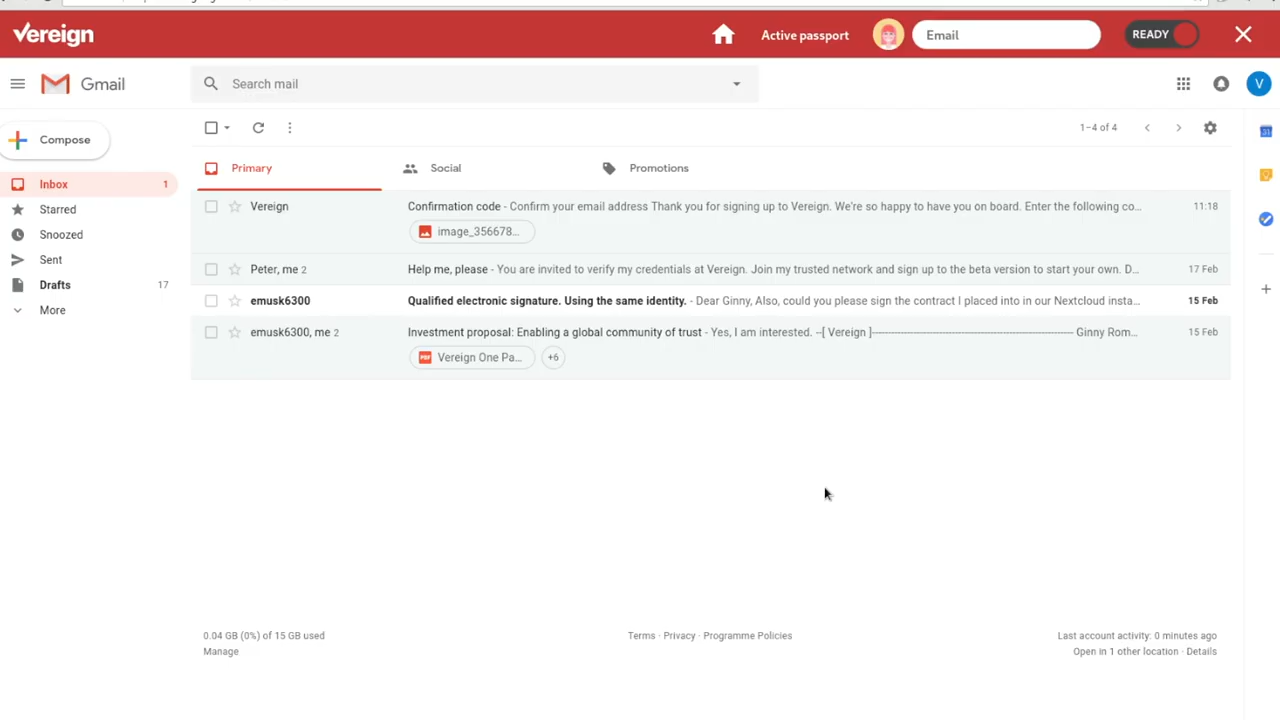 Vereign
Active passport
Email
READY
Gmail
Search mail
V
Compose
1–4 of 4
31
Primary
Social
Promotions
Inbox 1
Starred
Snoozed
Sent
Drafts 17
More
Vereign Confirmation code - Confirm your email address Thank you for signing up to Vereign. We're so happy to have you on board. Enter the following co... 11:18
image_356678...
Peter, me 2 Help me, please - You are invited to verify my credentials at Vereign. Join my trusted network and sign up to the beta version to start your own. D... 17 Feb
emusk6300 Qualified electronic signature. Using the same identity. - Dear Ginny, Also, could you please sign the contract I placed into in our Nextcloud insta... 15 Feb
emusk6300, me 2 Investment proposal: Enabling a global community of trust - Yes, I am interested. --[ Vereign ]---------------------------------------------------- Ginny Rom... 15 Feb
PDF Vereign One Pa... +6
0.04 GB (0%) of 15 GB used
Manage
Terms · Privacy · Programme Policies
Last account activity: 0 minutes ago
Open in 1 other location · Details